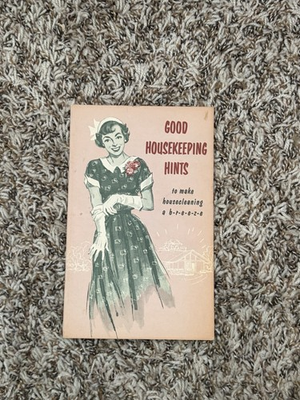 GOOD
HOUSEKEEPING
HINTS
to make
housecleaning
a b-r-e-e-z-e